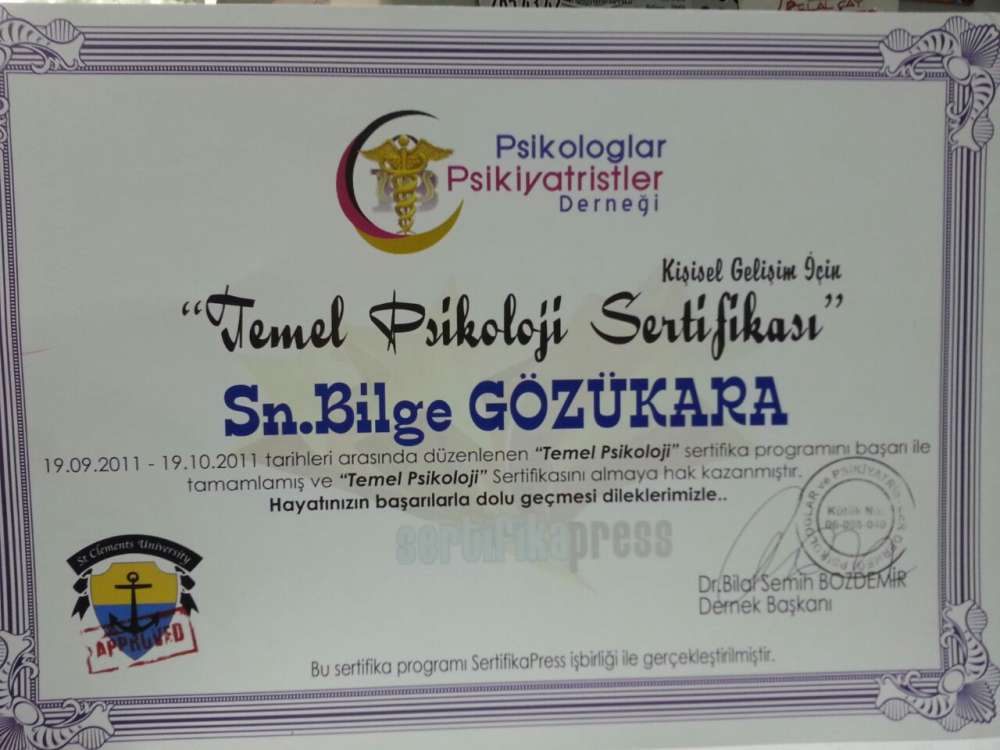 Psikologlar
Psikiyatristler
Derneği
Kişisel Gelişim İçin
“Temel Psikoloji Sertifikası”
Sn.Bilge GÖZÜKARA
19.09.2011 - 19.10.2011 tarihleri arasında düzenlenen “Temel Psikoloji” sertifika programını başarı ile
tamamlamış ve “Temel Psikoloji” Sertifikasını almaya hak kazanmıştır.
Hayatınızın başarılarla dolu geçmesi dileklerimizle..
sertifikapress
Kütük No:
Dr.Bilal Semih BOZDEMİR
Dernek Başkanı
St Clements University
APPROVED
Bu sertifika programı SertifikaPress işbirliği ile gerçekleştirilmiştir.